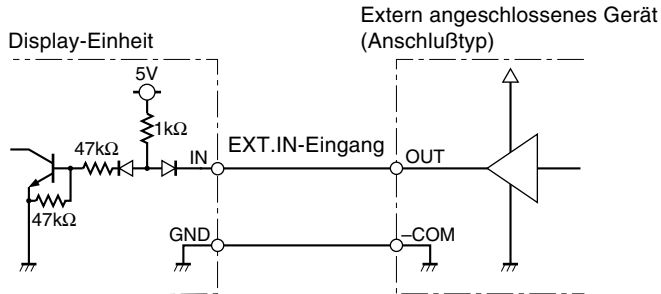 Extern angeschlossenes Gerät
(Anschlußtyp)
Display-Einheit
5V
1kΩ
47kΩ
IN
EXT.IN-Eingang
OUT
47kΩ
GND
–COM